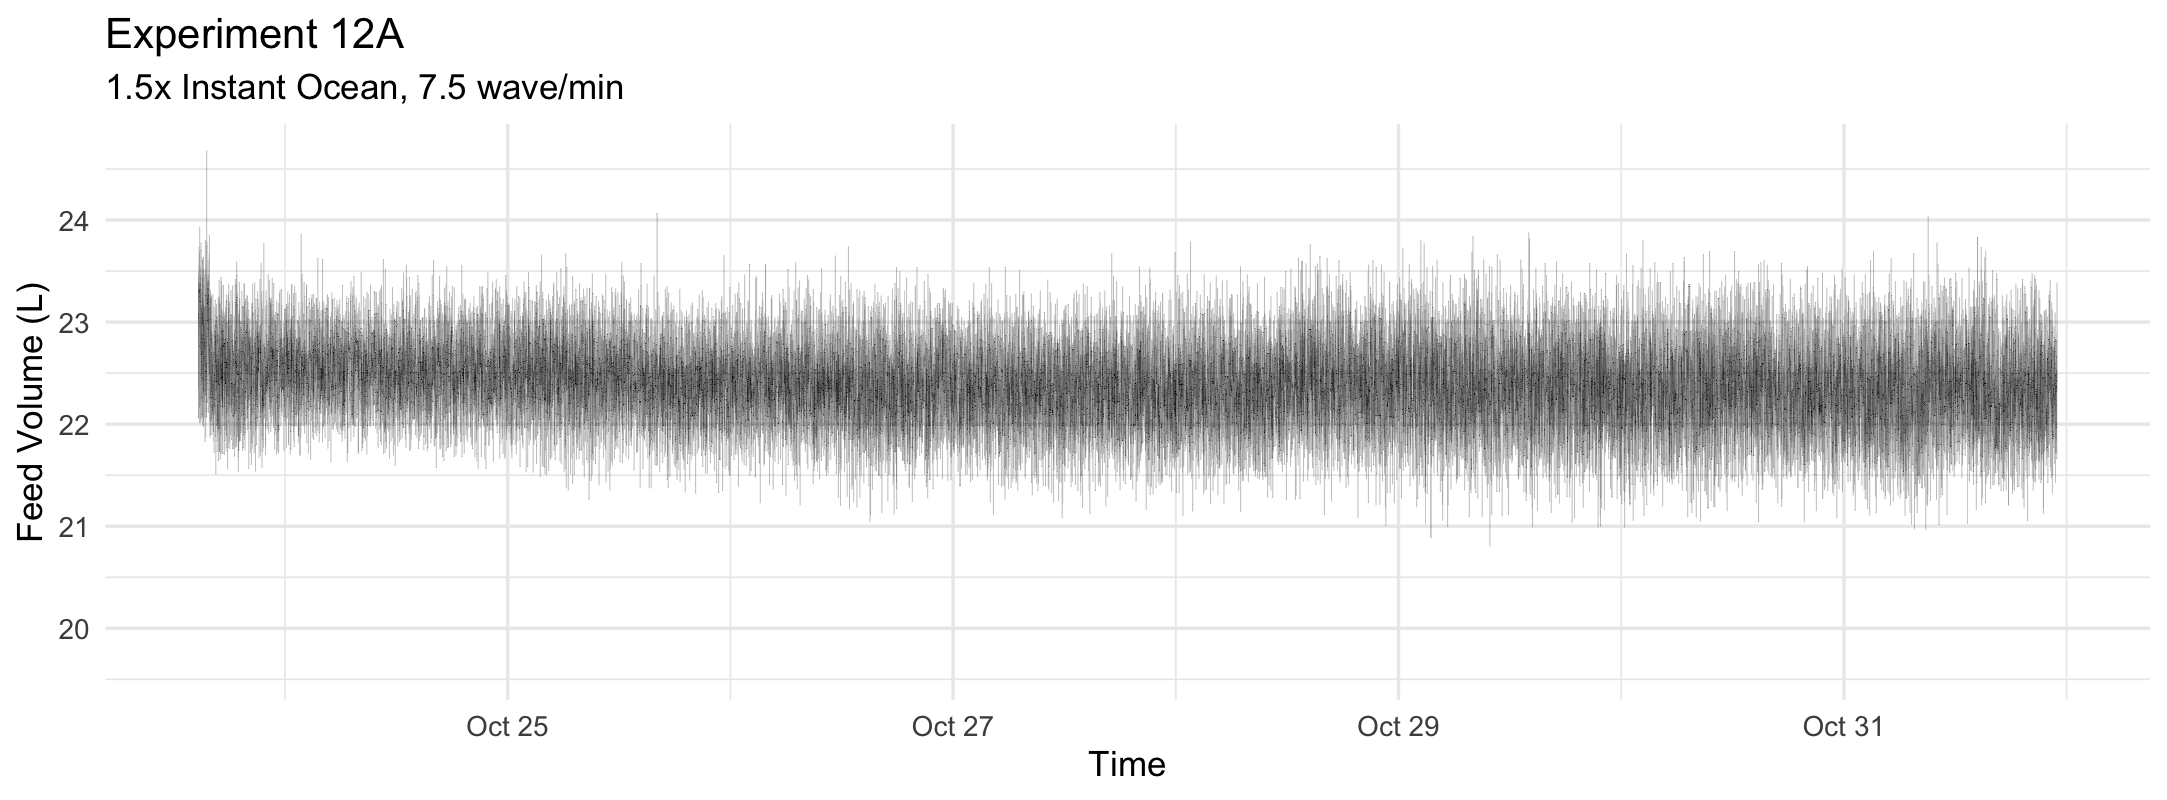 Experiment 12A
1.5x Instant Ocean, 7.5 wave/min
Feed Volume (L)
24
23
22
21
20
Oct 25
Oct 27
Oct 29
Oct 31
Time